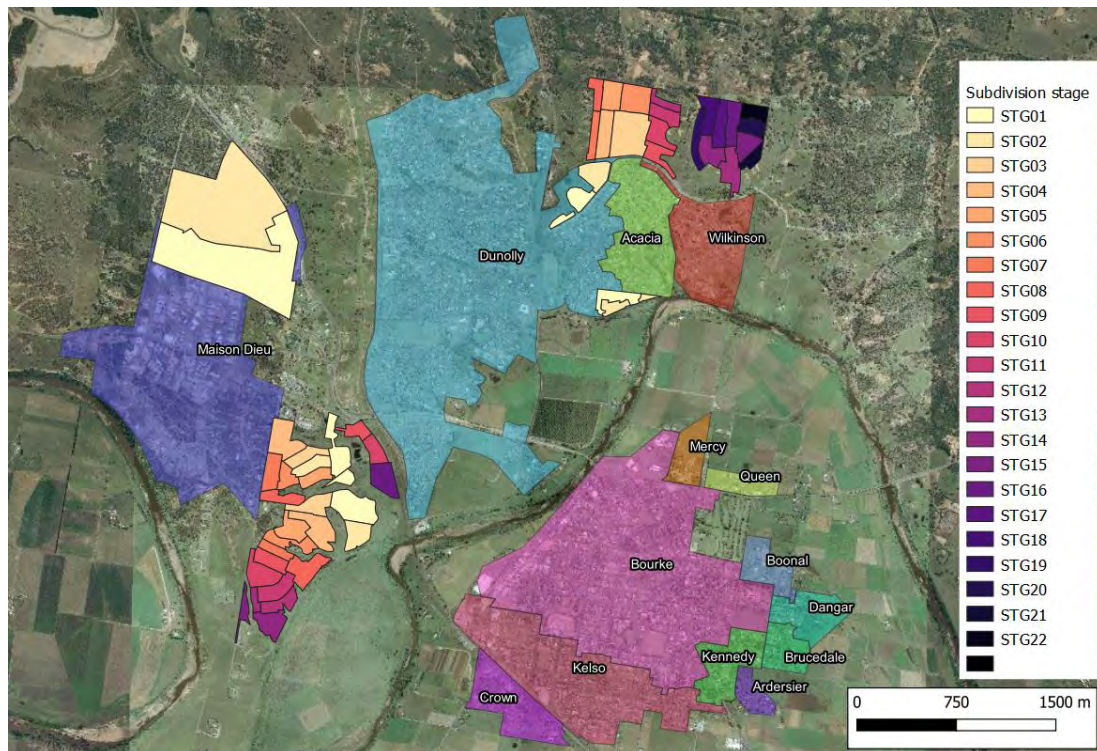 Subdivision stage
STG01
STG02
STG03
STG04
STG05
STG06
STG07
STG08
STG09
STG10
STG11
STG12
STG13
STG14
STG15
STG16
STG17
STG18
STG19
STG20
STG21
STG22
Acacia
Wilkinson
Dunolly
Maison Dieu
Mercy
Queen
Bourke
Boonal
Dangar
Kennedy
Brucedale
Kelso
Ardersier
Crown
0 750 1500 m